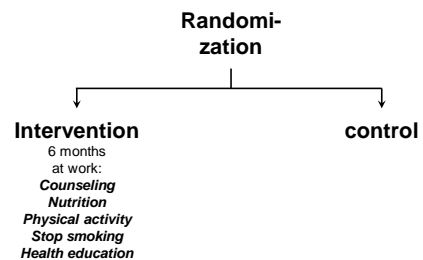 Randomi-
zation
Intervention
control
6 months
at work:
Counseling
Nutrition
Physical activity
Stop smoking
Health education